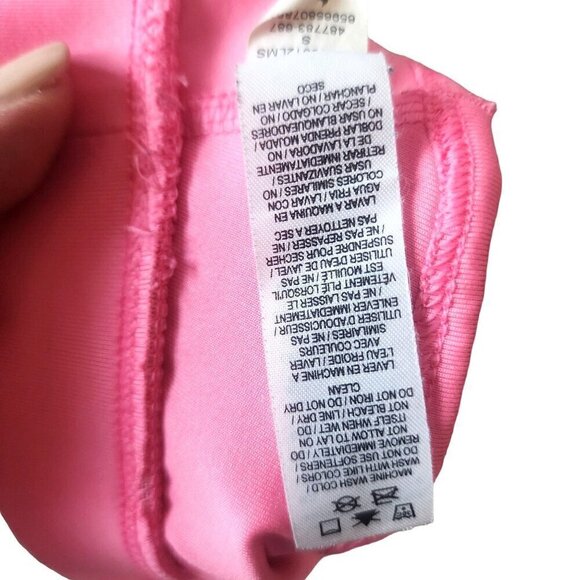 MACHINE WASH COLD /
WASH WITH LIKE COLORS /
DO NOT USE SOFTENERS /
REMOVE IMMEDIATELY / DO
NOT ALLOW TO LAY ON
ITSELF WHEN WET / DO
NOT BLEACH / LINE DRY /
DO NOT IRON / DO NOT DRY
CLEAN
LAVER EN MACHINE A
L'EAU FROIDE / LAVER
AVEC COULEURS
SIMILAIRES / NE PAS
UTILISER D'ADOUCISSEUR /
ENLEVER IMMEDIATEMENT
/ NE PAS LAISSER LE
VÊTEMENT PLIÉ LORSQU'IL
EST MOUILLÉ / NE PAS
UTILISER D'EAU DE JAVEL /
SUSPENDRE POUR SÉCHER
/ NE PAS REPASSER / NE
PAS NETTOYER A SEC
LAVAR A MAQUINA EN
AGUA FRIA / LAVAR CON
COLORES SIMILARES / NO
USAR SUAVIZANTES /
RETIRAR INMEDIATAMENTE
DE LA LAVADORA / NO
DOBLAR PRENDA MOJADA /
NO USAR BLANQUEADORES
/ SECAR COLGADO / NO
PLANCHAR / NO LAVAR EN
SECO
S
487783 687